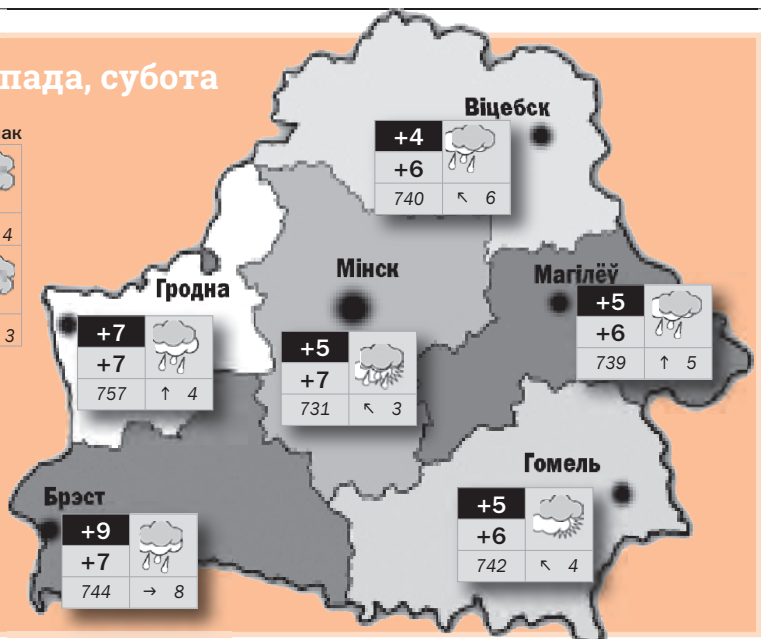 пада, субота
ак
4
3
Віцебск
+4
+6
740 ↖ 6
Мінск
+5
+7
731 ↖ 3
Магілёў
+5
+6
739 ↑ 5
Гродна
+7
+7
757 ↑ 4
Гомель
+5
+6
742 ↖ 4
Брэст
+9
+7
744 → 8